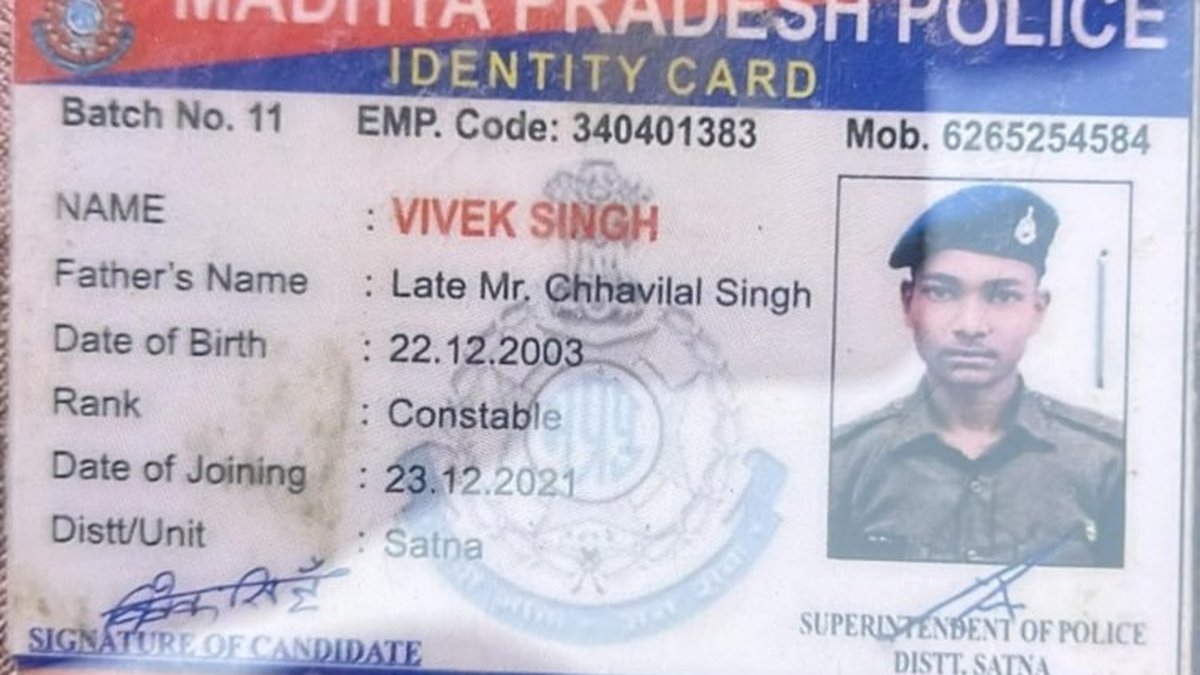 MADHYA PRADESH POLICE
IDENTITY CARD
Batch No. 11 EMP. Code: 340401383 Mob. 6265254584
NAME : VIVEK SINGH
Father's Name : Late Mr. Chhavilal Singh
Date of Birth : 22.12.2003
Rank : Constable
Date of Joining : 23.12.2021
Distt/Unit : Satna
SIGNATURE OF CANDIDATE
SUPERINTENDENT OF POLICE
DISTT. SATNA